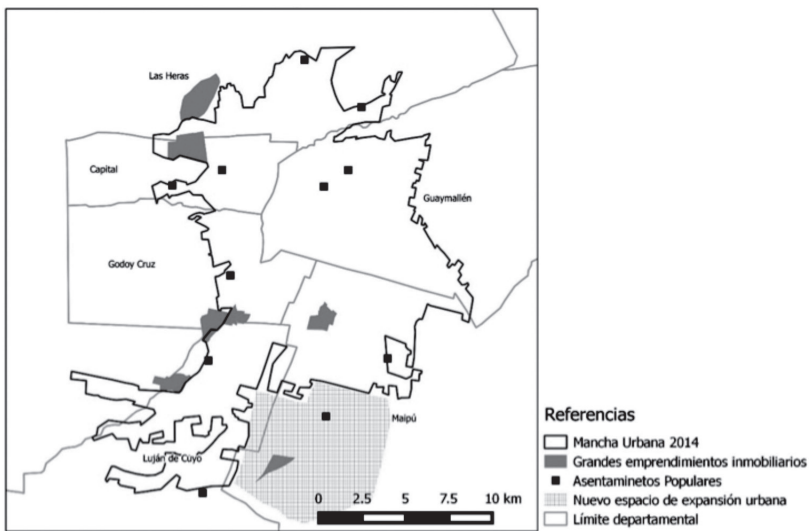 Las Heras
Capital
Guaymallén
Godoy Cruz
Maipú
Luján de Cuyo
0 2.5 5 7.5 10 km
Referencias
Mancha Urbana 2014
Grandes emprendimientos inmobiliarios
Asentaminetos Populares
Nuevo espacio de expansión urbana
Límite departamental